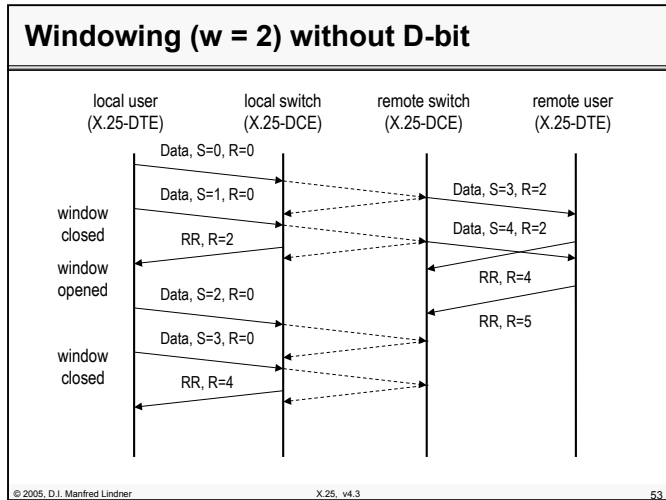 Windowing (w = 2) without D-bit
local user
(X.25-DTE)
local switch
(X.25-DCE)
remote switch
(X.25-DCE)
remote user
(X.25-DTE)
Data, S=0, R=0
Data, S=1, R=0
window
closed
RR, R=2
window
opened
Data, S=2, R=0
Data, S=3, R=0
window
closed
RR, R=4
Data, S=3, R=2
Data, S=4, R=2
RR, R=4
RR, R=5
© 2005, D.I. Manfred Lindner
X.25, v4.3
53